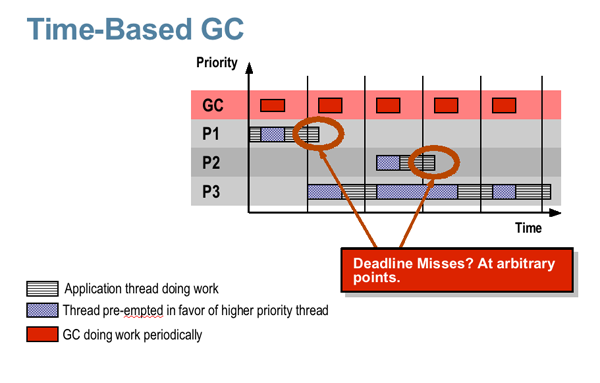 Time-Based GC
Priority
GC
P1
P2
P3
Time
Deadline Misses? At arbitrary
points.
Application thread doing work
Thread pre-empted in favor of higher priority thread
GC doing work periodically